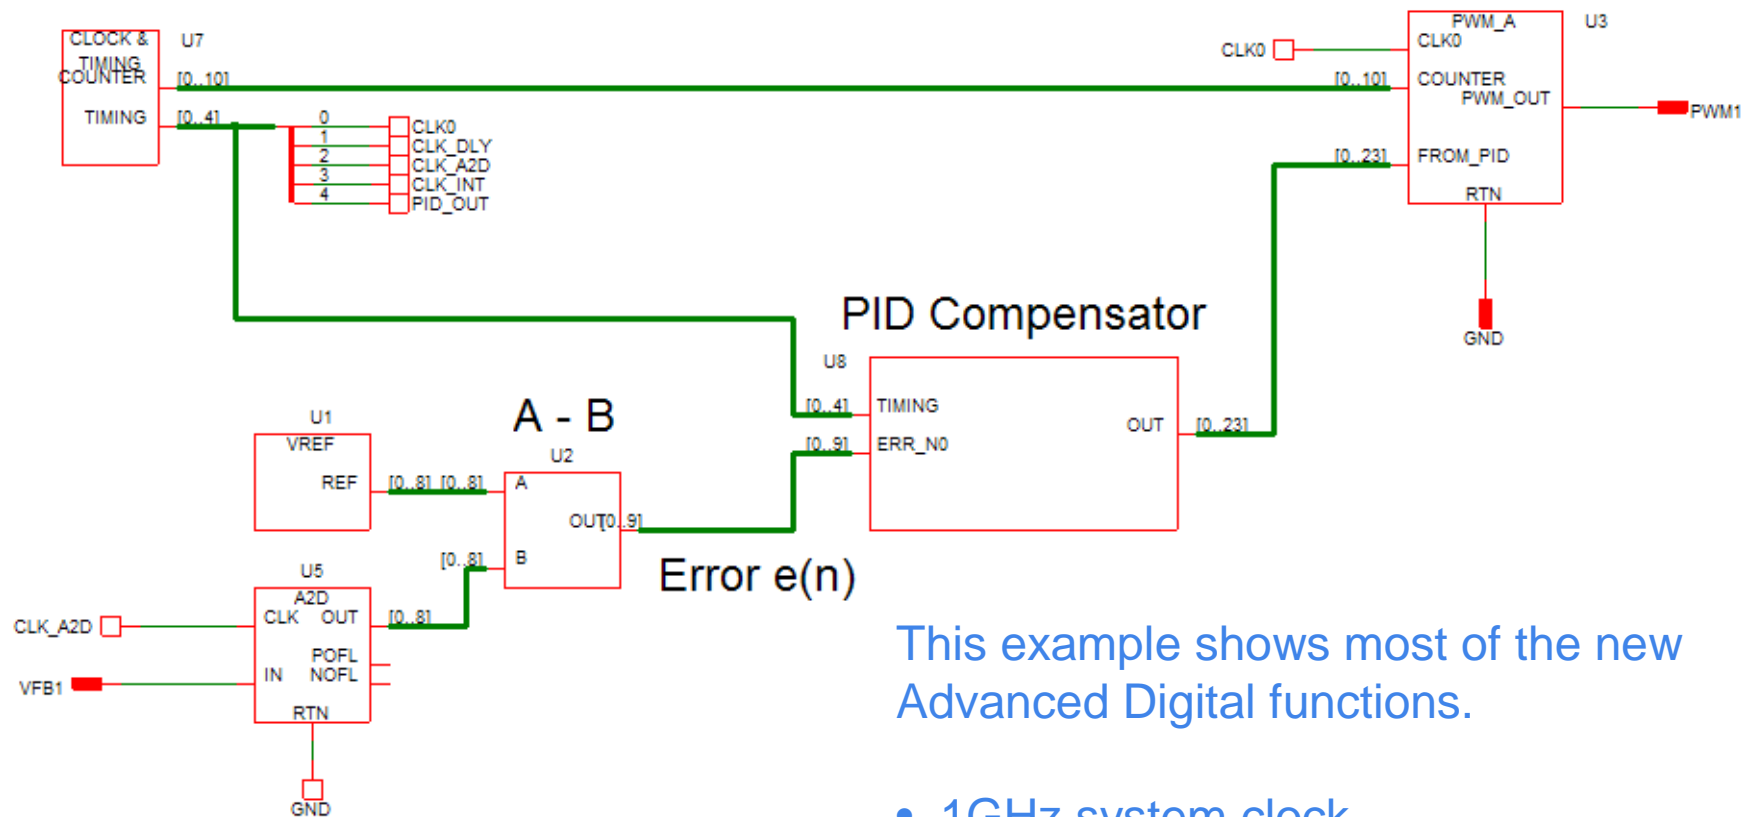 CLOCK &
TIMING
COUNTER
TIMING
U7
[0..10]
[0..4]
0
1
2
3
4
CLK0
CLK_DLY
CLK_A2D
CLK_INT
PID_OUT
CLK0
[0..10]
[0..23]
PWM_A
U3
CLK0
COUNTER
PWM_OUT
FROM_PID
RTN
PWM1
GND
PID Compensator
U8
[0..4]
TIMING
[0..9]
ERR_N0
OUT
[0..23]
A - B
U1
VREF
REF
[0..8] [0..8]
U2
A
OUT
[0..9]
[0..8]
B
Error e(n)
U5
A2D
CLK OUT
[0..8]
POFL
IN NOFL
RTN
CLK_A2D
VFB1
GND
This example shows most of the new
Advanced Digital functions.
• 1GHz system clock